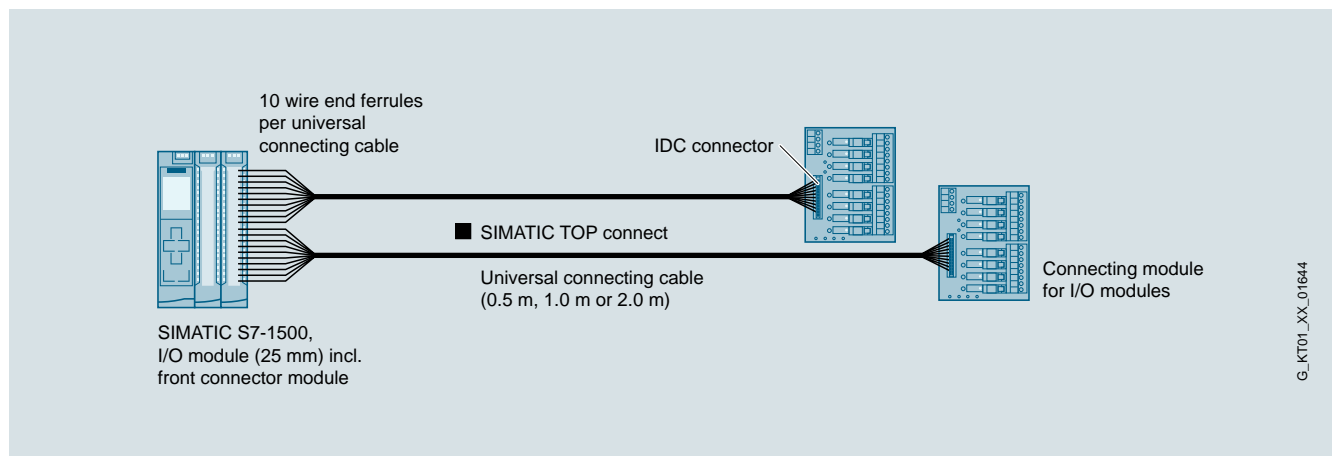 10 wire end ferrules
per universal
connecting cable
IDC connector
SIMATIC TOP connect
Universal connecting cable
(0.5 m, 1.0 m or 2.0 m)
Connecting module
for I/O modules
SIMATIC S7-1500,
I/O module (25 mm) incl.
front connector module
G_KT01_XX_01644